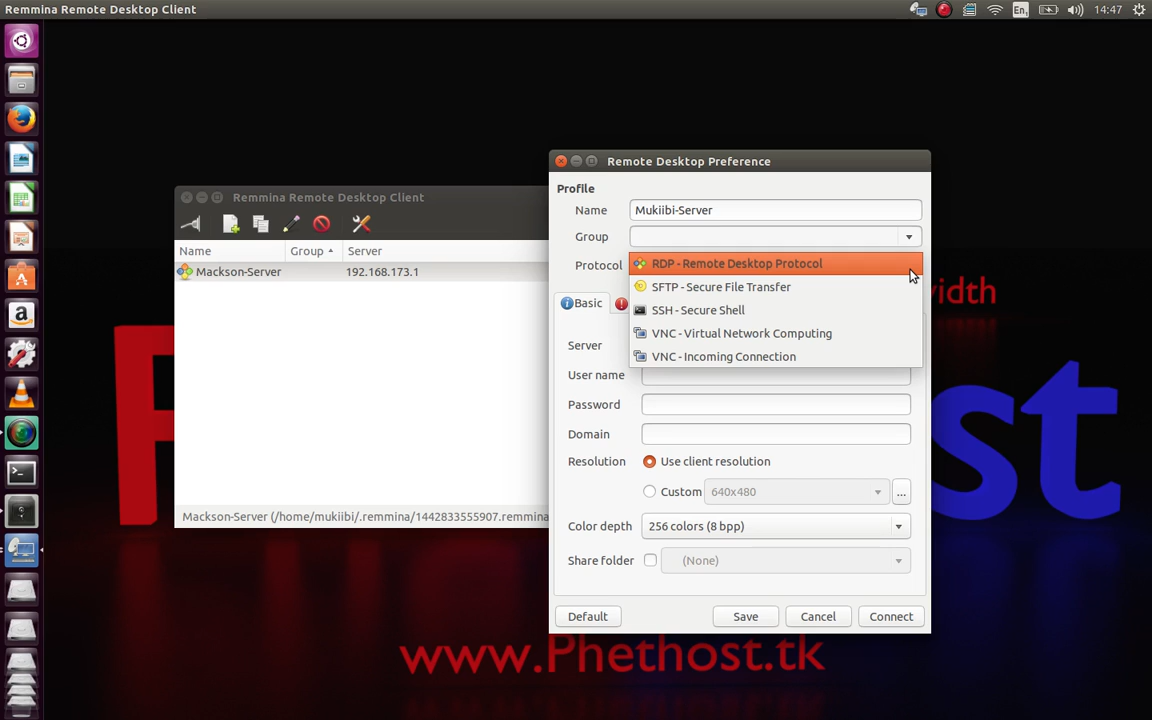 Remmina Remote Desktop Client
En₁
14:47
Remote Desktop Preference
Profile
Name
Mukiibi-Server
Group
Protocol
RDP - Remote Desktop Protocol
SFTP - Secure File Transfer
SSH - Secure Shell
VNC - Virtual Network Computing
VNC - Incoming Connection
Basic
Server
User name
Password
Domain
Resolution
Use client resolution
Custom
640x480
...
Color depth
256 colors (8 bpp)
Share folder
(None)
Default
Save
Cancel
Connect
Remmina Remote Desktop Client
Name
Group
Server
Mackson-Server
192.168.173.1
Mackson-Server (/home/mukiibi/.remmina/1442833555907.remmina
www.Phethost.tk